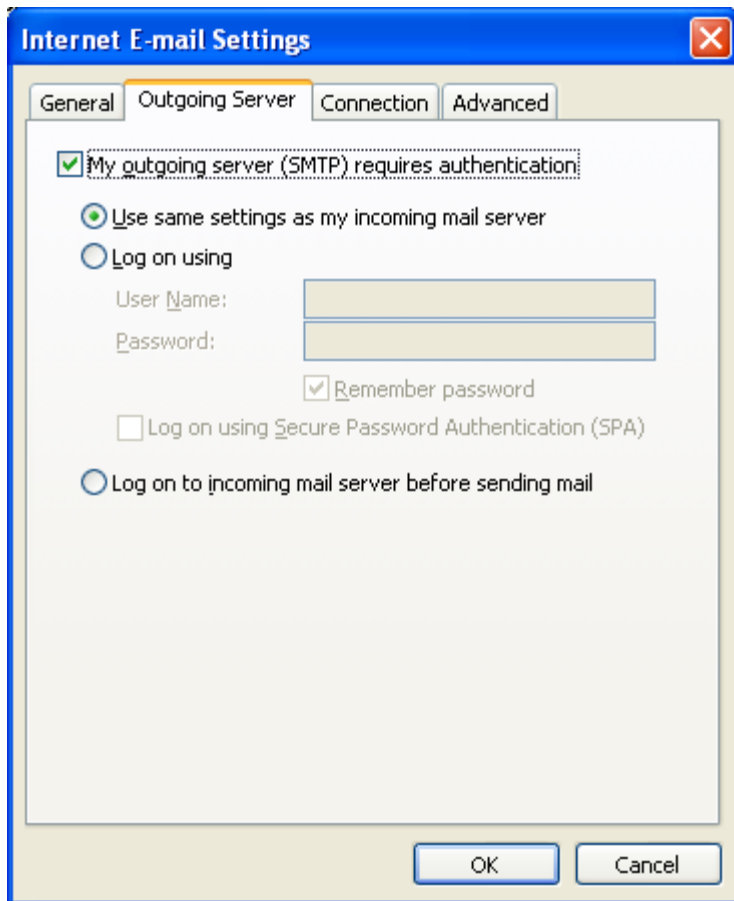 Internet E-mail Settings
General Outgoing Server Connection Advanced
My outgoing server (SMTP) requires authentication
Use same settings as my incoming mail server
Log on using
User Name:
Password:
Remember password
Log on using Secure Password Authentication (SPA)
Log on to incoming mail server before sending mail
OK Cancel